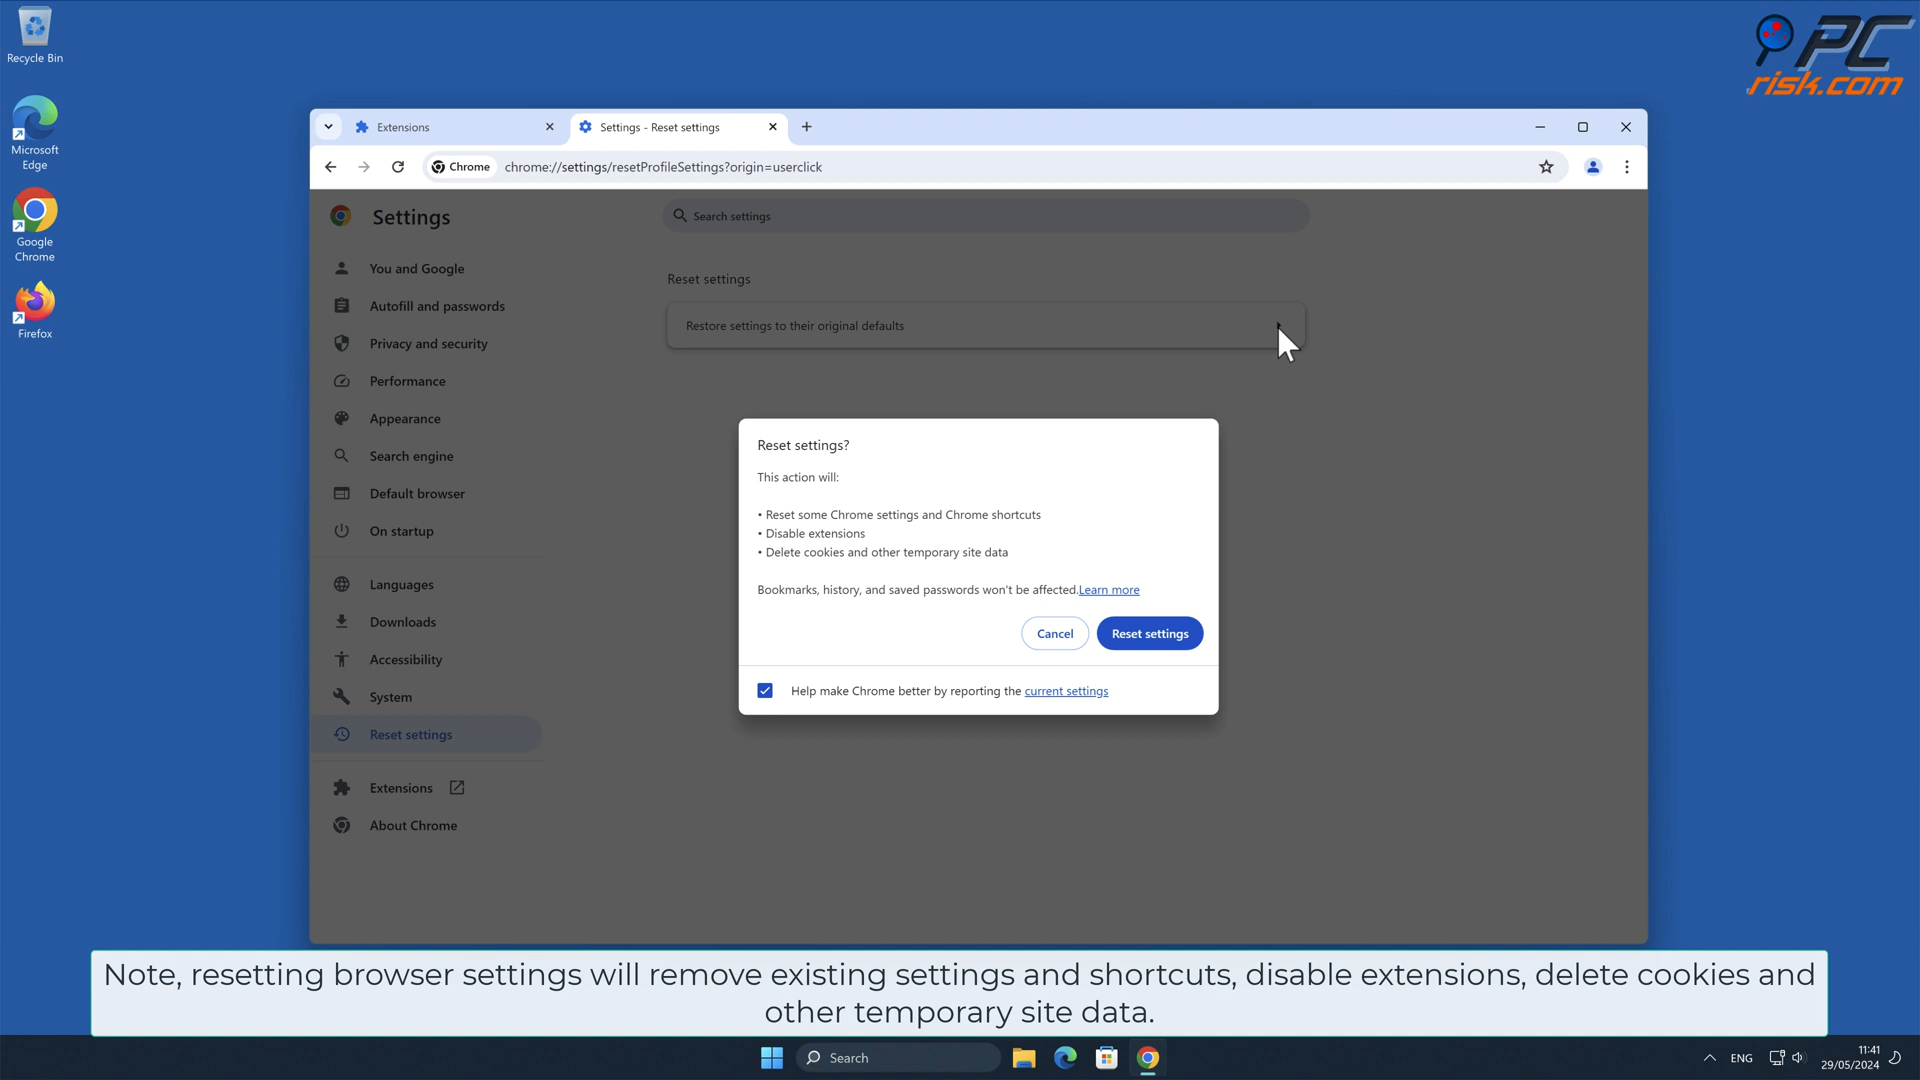 Recycle Bin
Microsoft
Edge
Google
Chrome
Firefox
PC
risk.com
Extensions
Settings - Reset settings
Chrome
chrome://settings/resetProfileSettings?origin=userclick
Settings
Search settings
You and Google
Autofill and passwords
Privacy and security
Performance
Appearance
Search engine
Default browser
On startup
Languages
Downloads
Accessibility
System
Reset settings
Extensions
About Chrome
Reset settings
Restore settings to their original defaults
Reset settings?
This action will:
• Reset some Chrome settings and Chrome shortcuts
• Disable extensions
• Delete cookies and other temporary site data
Bookmarks, history, and saved passwords won't be affected.Learn more
Cancel
Reset settings
Help make Chrome better by reporting the current settings
Note, resetting browser settings will remove existing settings and shortcuts, disable extensions, delete cookies and
other temporary site data.
Search
ENG
11:41
29/05/2024